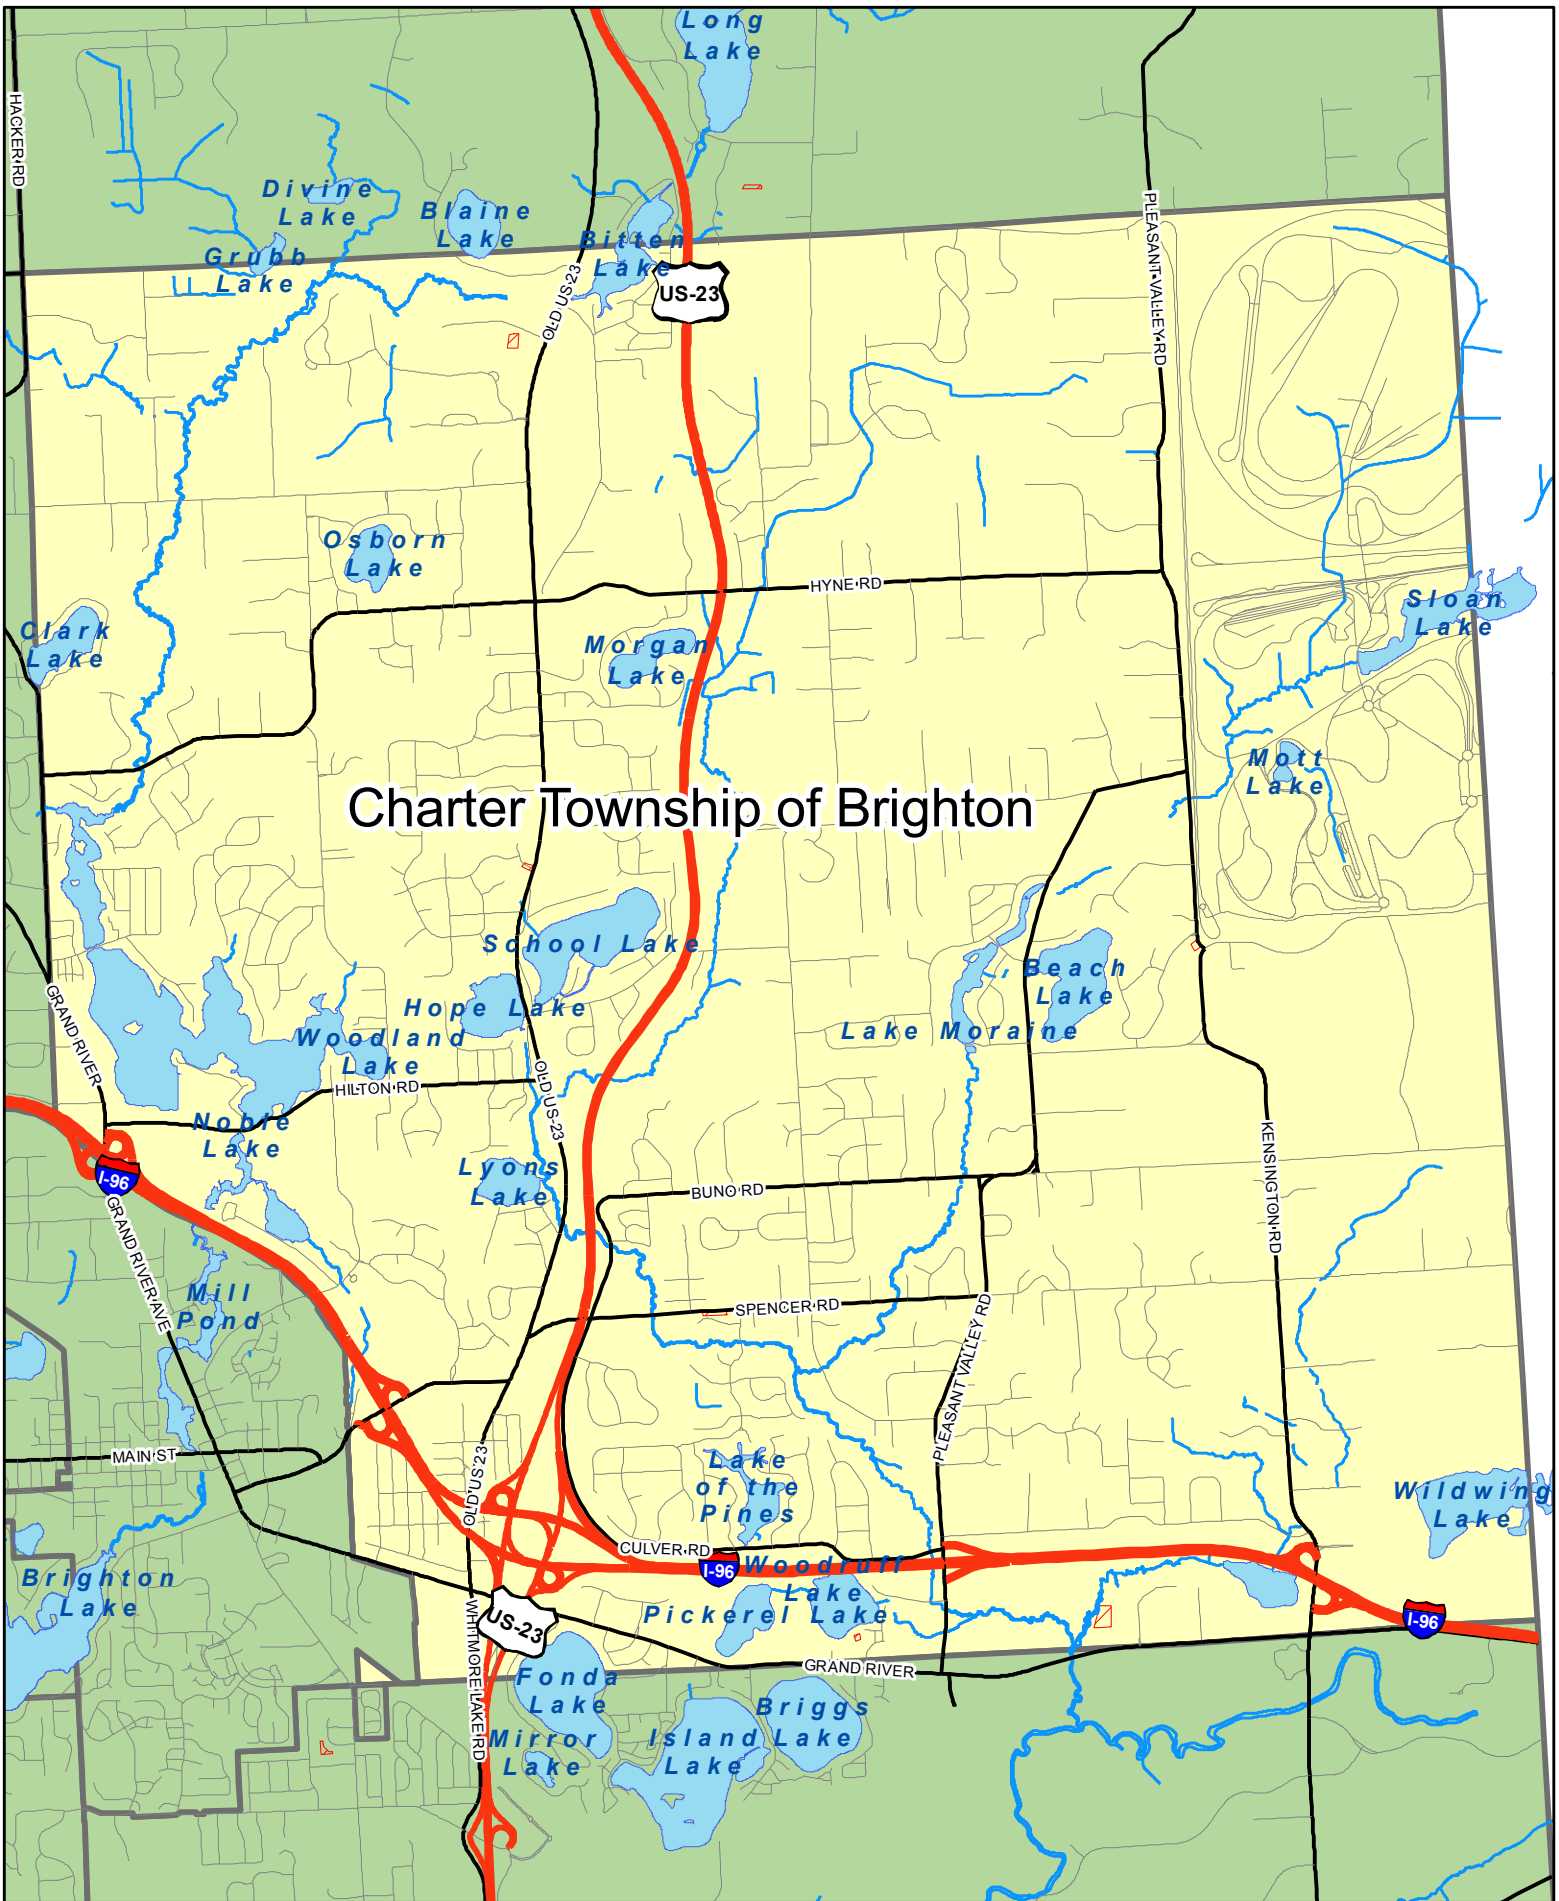 Long
Lake
HACKER RD
Divine
Lake
Blaine
Lake
PLEASANT VALLEY RD
Bitten
Lake
Grubb
Lake
US-23
OLD US-23
Osborn
Lake
HYNE RD
Sloan
Lake
Clark
Lake
Morgan
Lake
Mott
Lake
Charter Township of Brighton
School Lake
Beach
Lake
Hope Lake
GRAND RIVER
Woodland
Lake
Lake Moraine
HILTON RD
OLD US-23
Noble
Lake
KENSINGTON RD
I-96
Lyons
Lake
BUNO RD
GRAND RIVER AVE
Mill
Pond
SPENCER RD
PLEASANT VALLEY RD
MAIN ST
OLD US 23
Lake
of the
Pines
Wildwing
Lake
CULVER RD
I-96
Woodruff
Lake
Brighton
Lake
Pickerel Lake
US-23
I-96
WHITMORE LAKE RD
GRAND RIVER
Fonda
Lake
Briggs
Lake
Mirror
Lake
Island
Lake